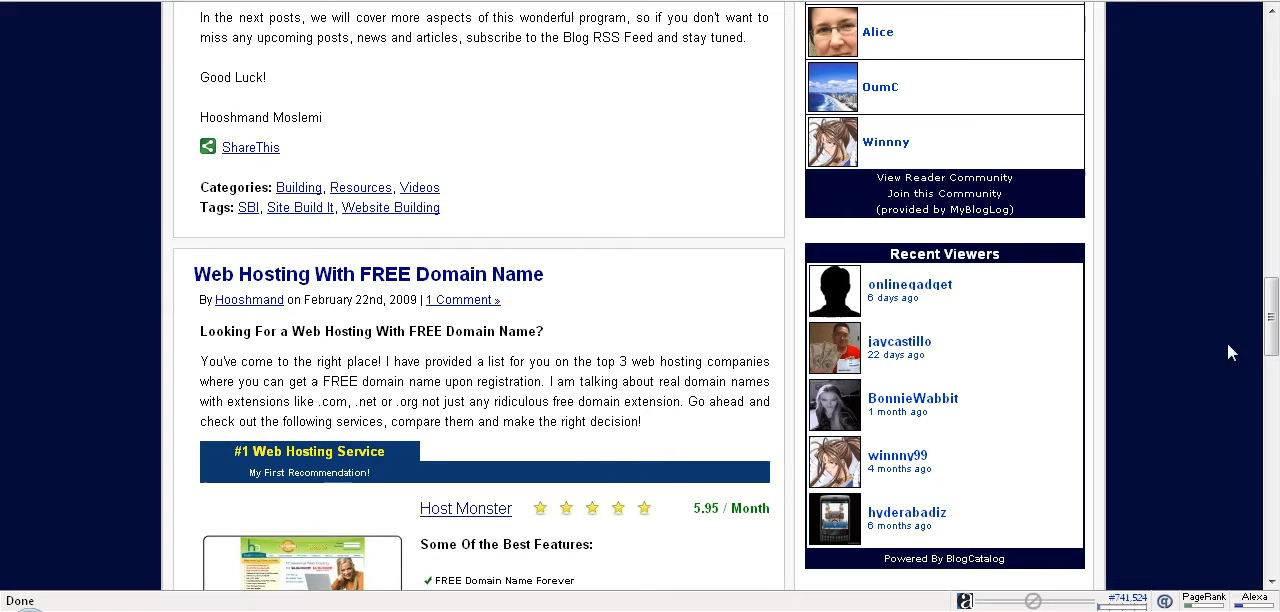 In the next posts, we will cover more aspects of this wonderful program, so if you don't want to
miss any upcoming posts, news and articles, subscribe to the Blog RSS Feed and stay tuned.
Good Luck!
Hooshmand Moslemi
ShareThis
Categories: Building, Resources, Videos
Tags: SBI, Site Build It, Website Building
Web Hosting With FREE Domain Name
By Hooshmand on February 22nd, 2009 | 1 Comment »
Looking For a Web Hosting With FREE Domain Name?
You've come to the right place! I have provided a list for you on the top 3 web hosting companies
where you can get a FREE domain name upon registration. I am talking about real domain names
with extensions like .com, .net or .org not just any ridiculous free domain extension. Go ahead and
check out the following services, compare them and make the right decision!
#1 Web Hosting Service
My First Recommendation!
Host Monster 5.95 / Month
Some Of the Best Features:
✔ FREE Domain Names Forever
Alice
OumC
Winnny
View Reader Community
Join this Community
(provided by MyBlogLog)
Recent Viewers
onlinegadget
6 days ago
jaycastillo
22 days ago
BonnieWabbit
1 month ago
winnny99
4 months ago
hyderabadiz
6 months ago
Powered By BlogCatalog
Done
#741,524
PageRank
Alexa